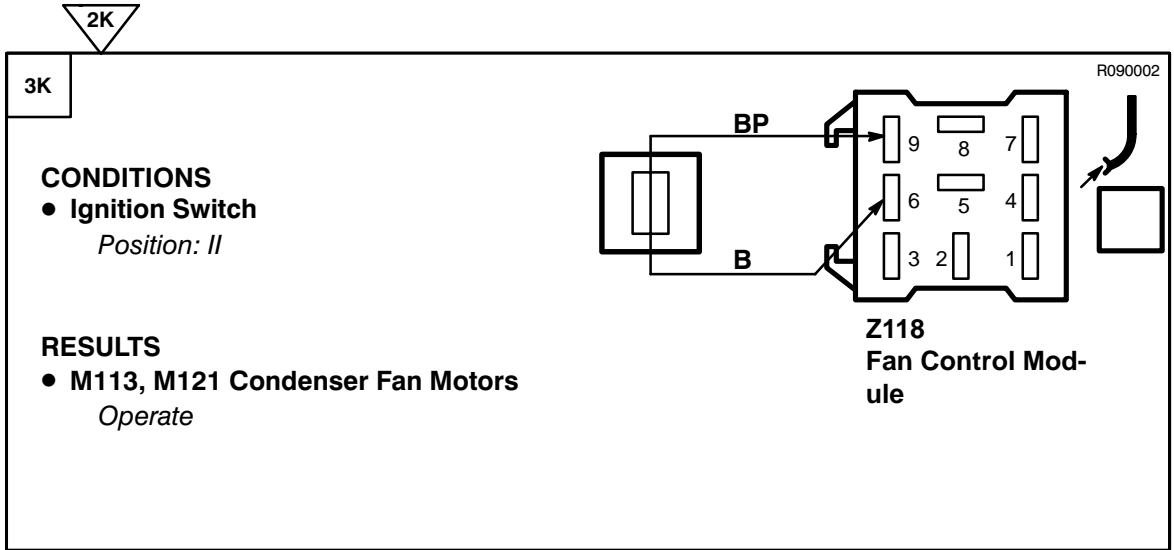 2K
3K
R090002
CONDITIONS
● Ignition Switch
Position: II
RESULTS
● M113, M121 Condenser Fan Motors
Operate
BP
B
9 8 7
6 5 4
3 2 1
Z118
Fan Control Mod-
ule